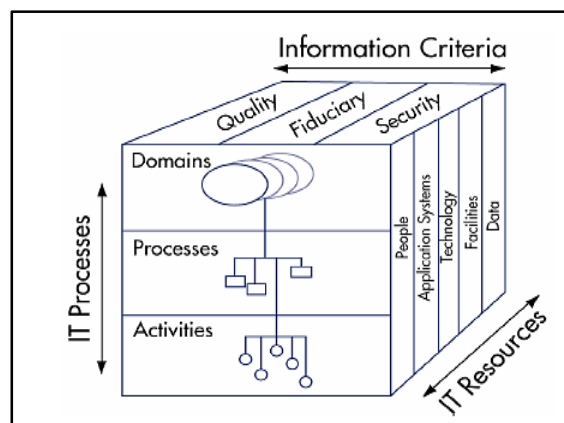 Information Criteria
Quality
Fiduciary
Security
Domains
Processes
Activities
IT Processes
People
Application Systems
Technology
Facilities
Data
IT Resources